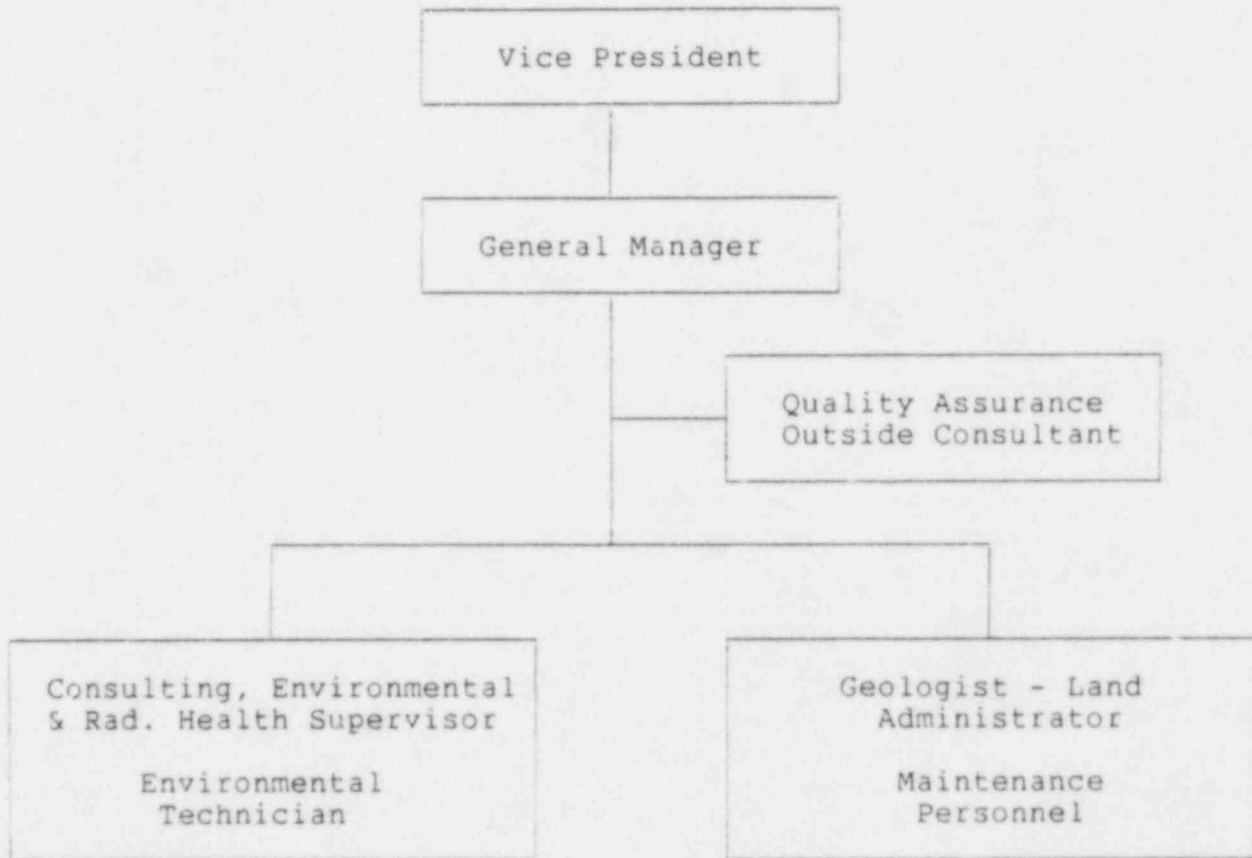 Vice President
General Manager
Quality Assurance
Outside Consultant
Consulting, Environmental
& Rad. Health Supervisor
Environmental
Technician
Geologist - Land
Administrator
Maintenance
Personnel